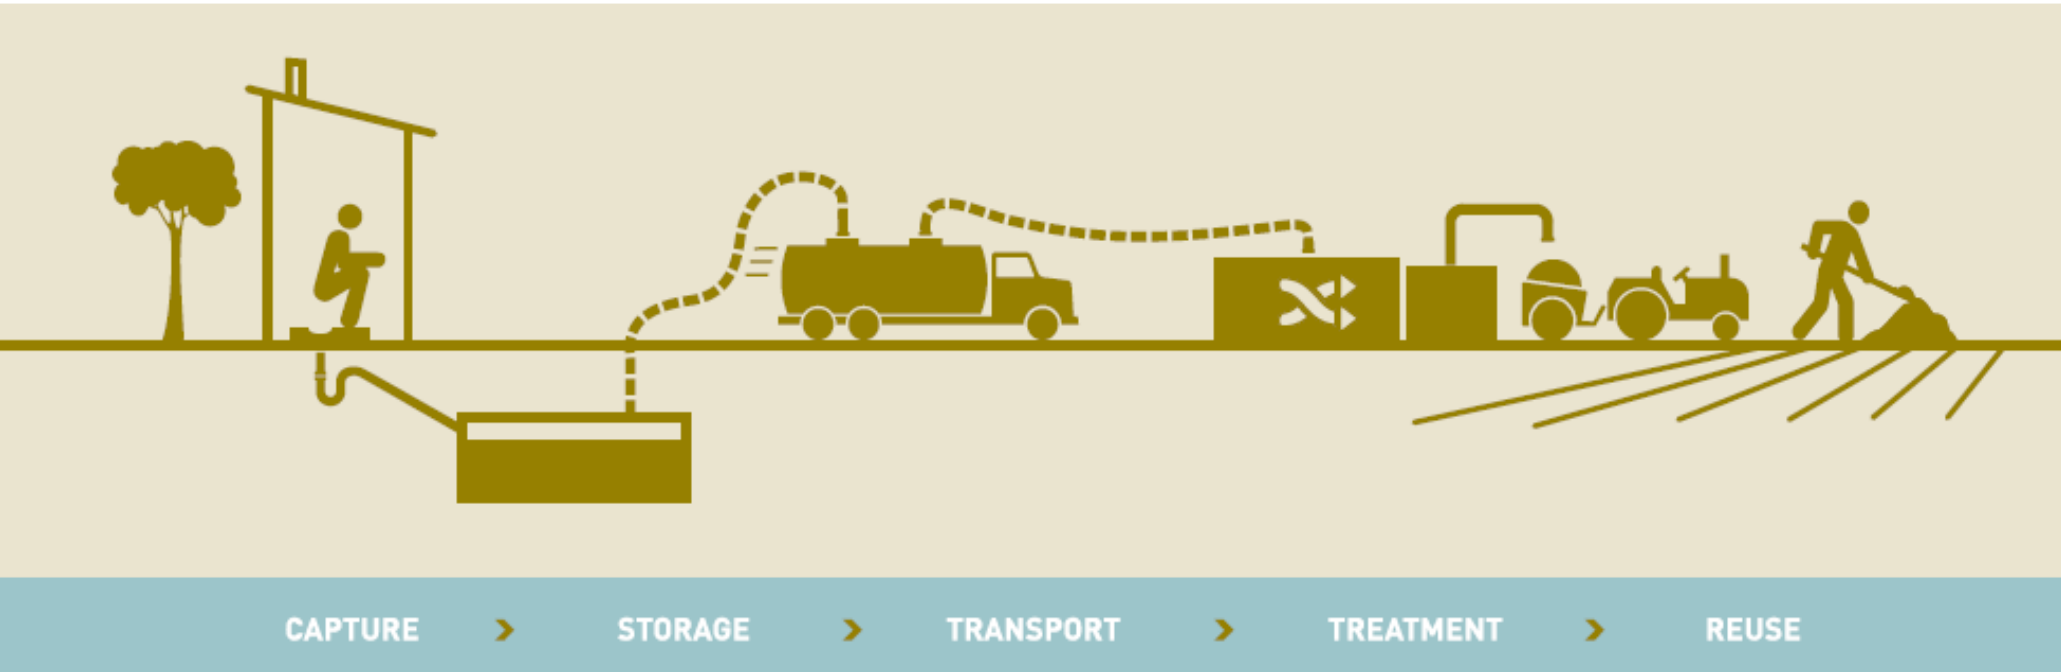 CAPTURE > STORAGE > TRANSPORT > TREATMENT > REUSE